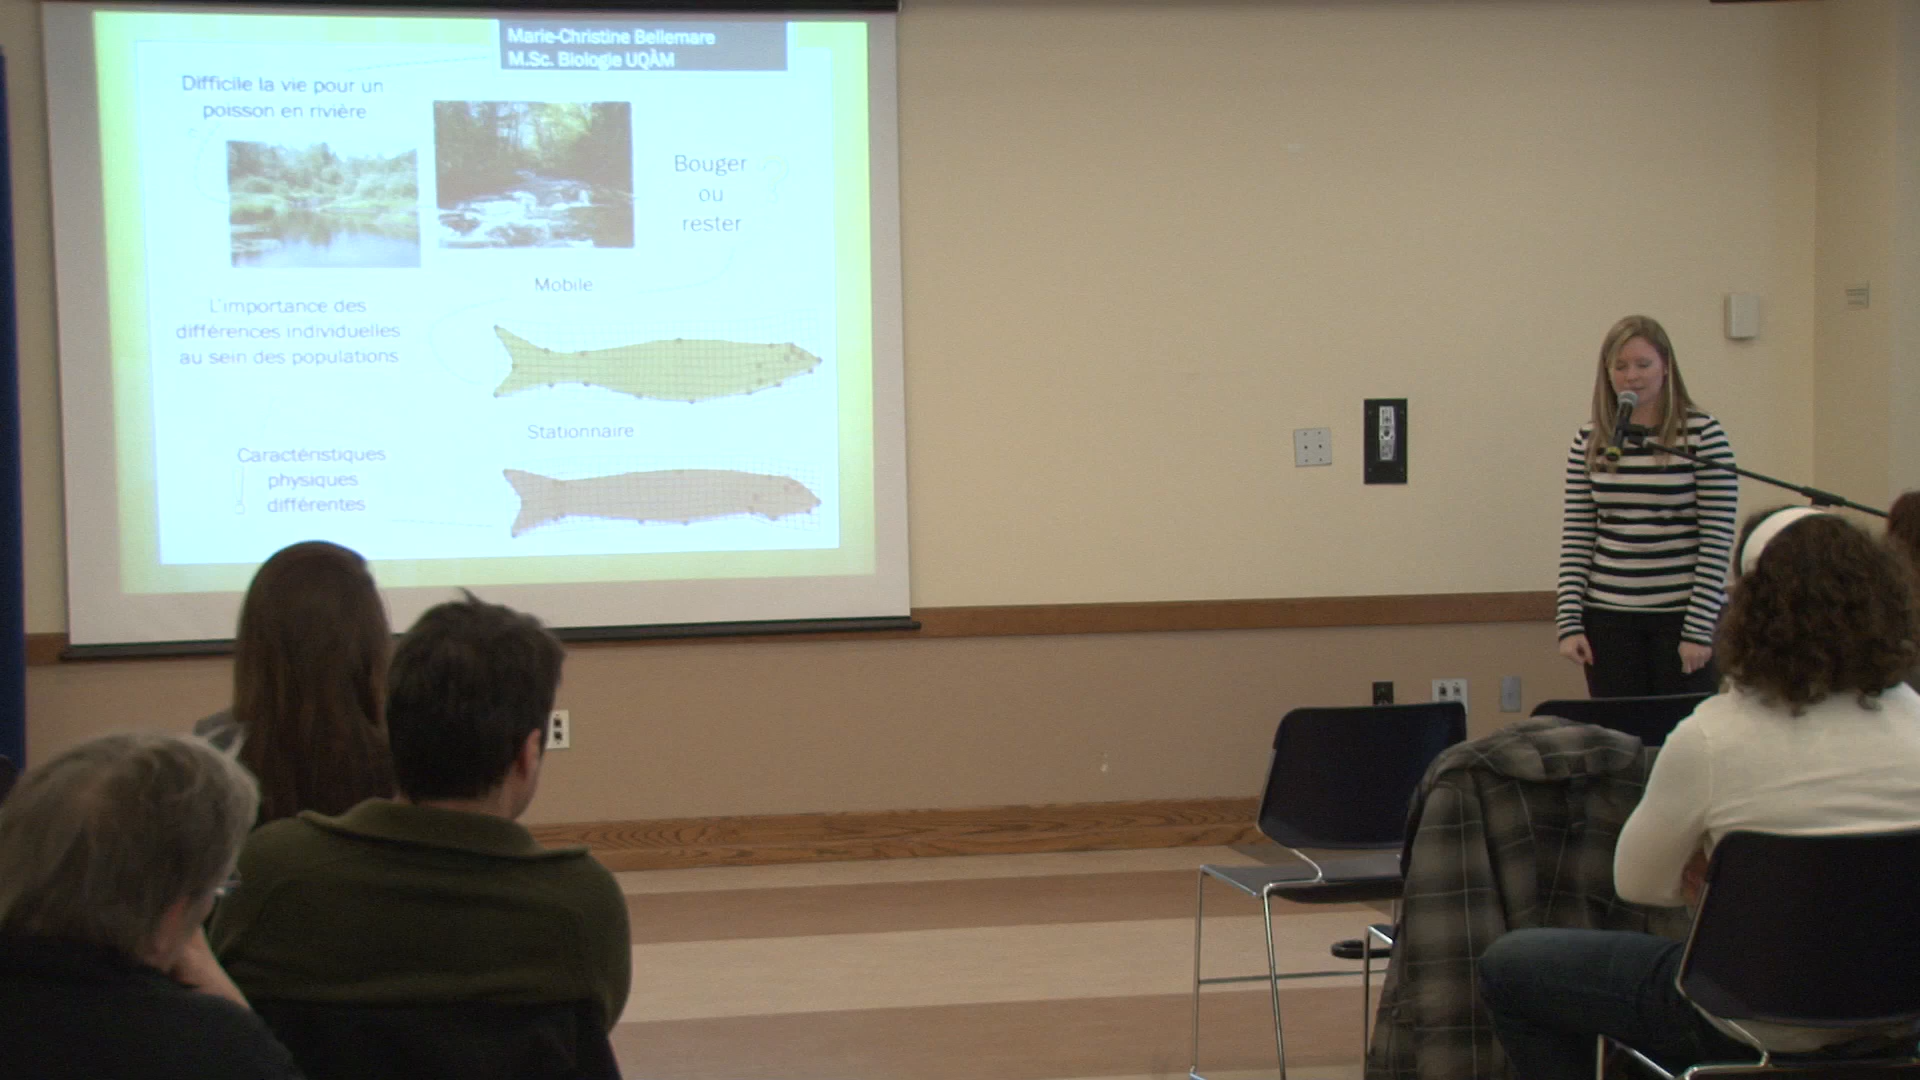 Marie-Christine Bellemare
M.Sc. Biologie UQÀM
Difficile la vie pour un
poisson en rivière
Bouger
ou
rester
?
Mobile
L'importance des
différences individuelles
au sein des populations
Stationnaire
Caractéristiques
physiques
différentes
!